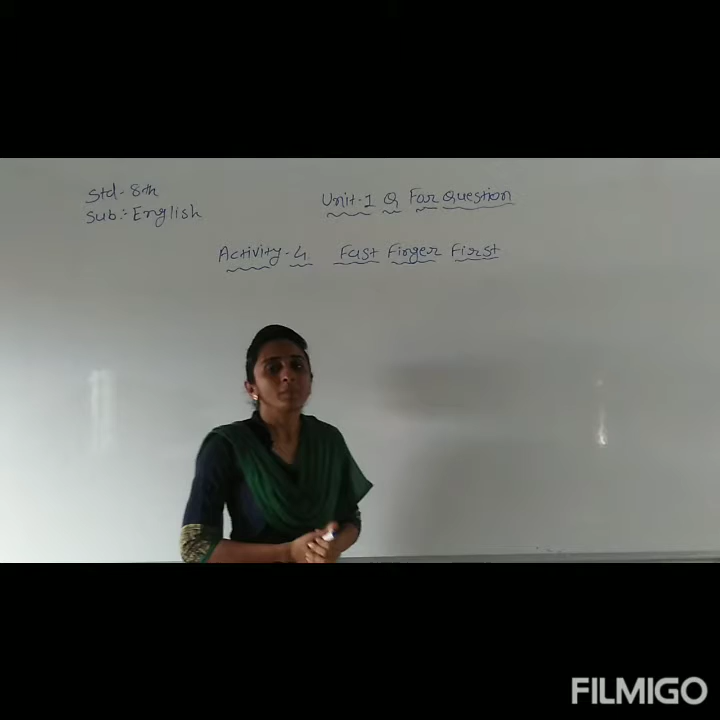 Std- 8th
Sub:- English
Unit-1 Q For Question
Activity-4. Fast Finger First
FILMIGO